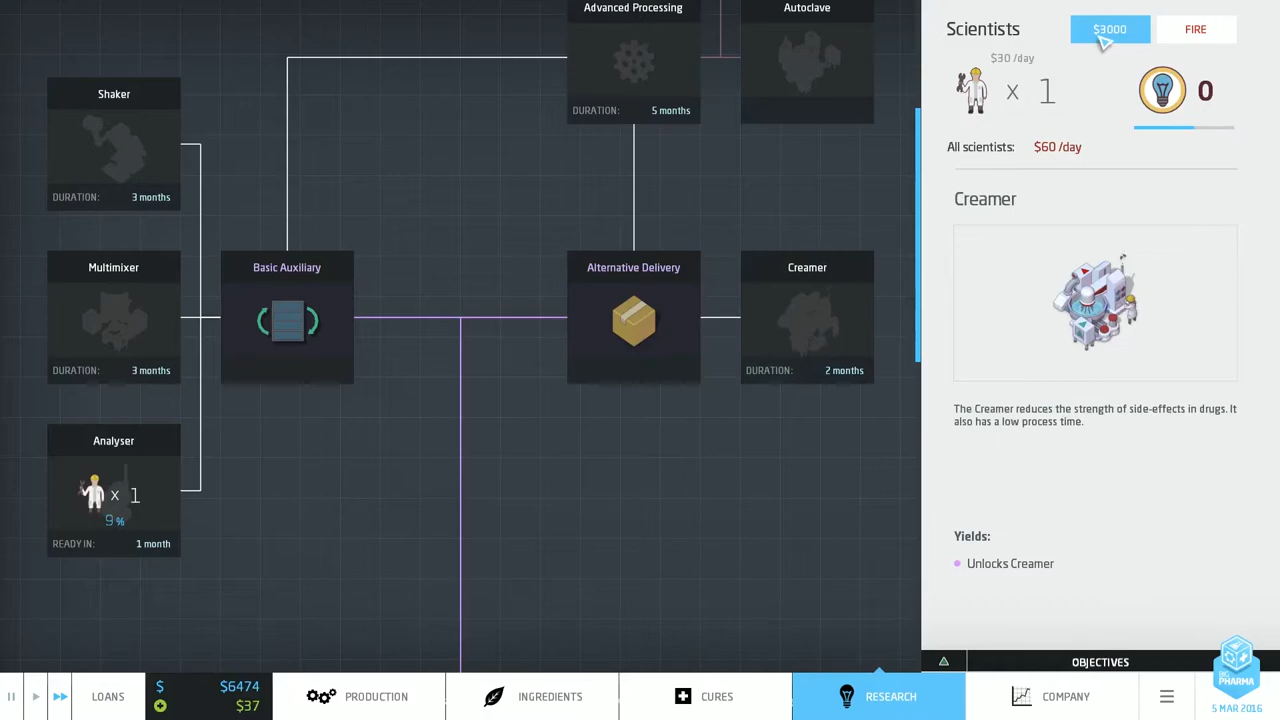 Advanced Processing
Autoclave
Scientists
$3000
FIRE
$30 /day
Shaker
x 1
0
DURATION: 5 months
All scientists: $60 /day
DURATION: 3 months
Creamer
Multimixer
Basic Auxiliary
Alternative Delivery
Creamer
DURATION: 3 months
DURATION: 2 months
The Creamer reduces the strength of side-effects in drugs. It
also has a low process time.
Analyser
x 1
9 %
READY IN: 1 month
Yields:
Unlocks Creamer
OBJECTIVES
LOANS
$ $6474
$37
PRODUCTION
INGREDIENTS
CURES
RESEARCH
COMPANY
BIG
PHARMA
5 MAR 2016